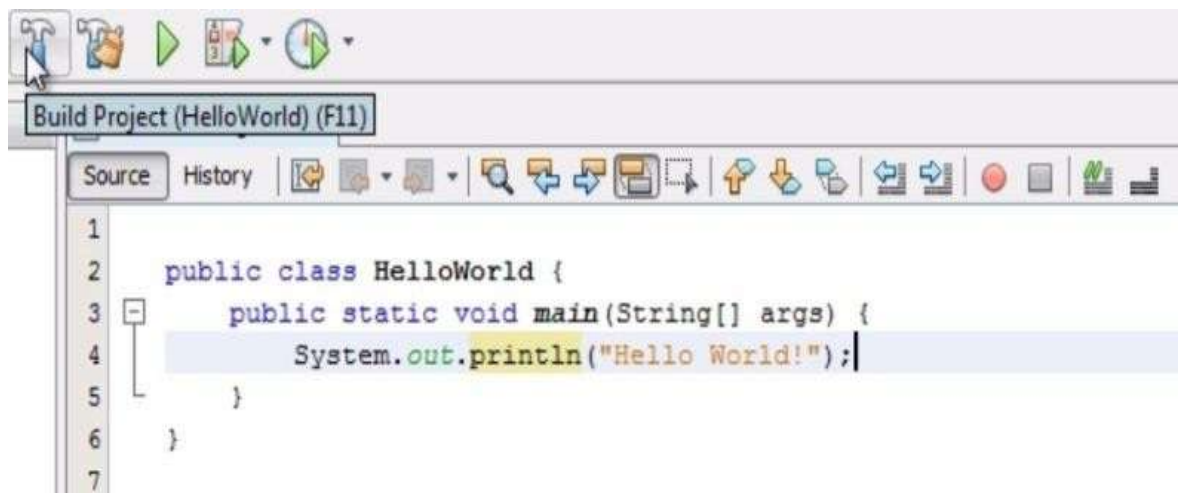 Build Project (HelloWorld) (F11)
Source History
1
2 public class HelloWorld {
3 public static void main(String[] args) {
4 System.out.println("Hello World!");
5 }
6 }
7